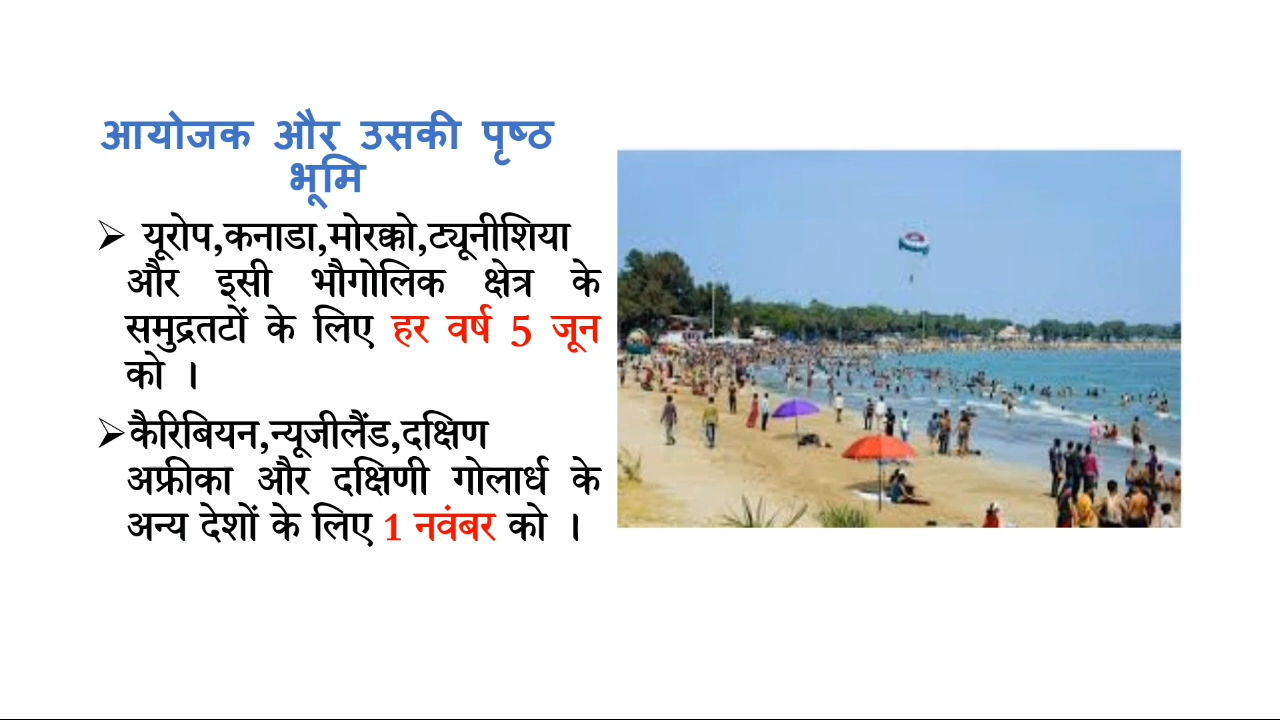 आयोजक और उसकी पृष्ठ
भूमि
➢ यूरोप,कनाडा,मोरक्को,ट्यूनीशिया
और इसी भौगोलिक क्षेत्र के
समुद्रतटों के लिए हर वर्ष 5 जून
को ।
➢कैरिबियन,न्यूजीलैंड,दक्षिण
अफ्रीका और दक्षिणी गोलार्ध के
अन्य देशों के लिए 1 नवंबर को ।